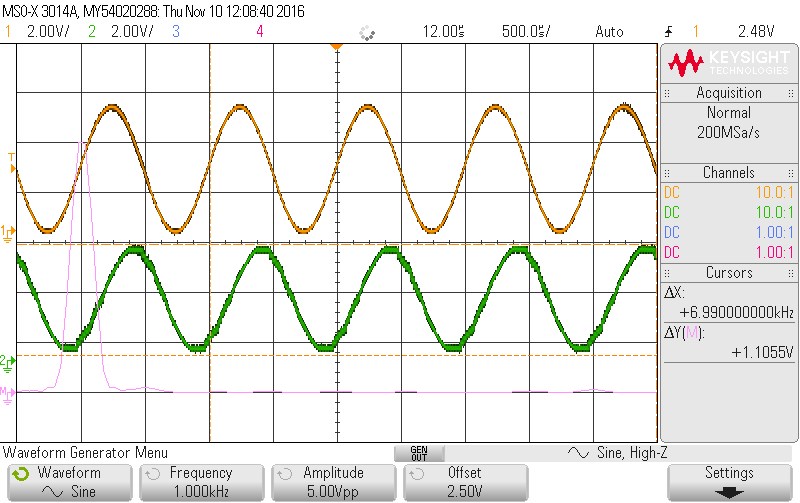 MSO-X 3014A, MY54020288: Thu Nov 10 12:08:40 2016
1 2.00V/ 2 2.00V/ 3 4 12.00s 500.0s/ Auto 1 2.48V
KEYSIGHT
TECHNOLOGIES
Acquisition
Normal
200MSa/s
Channels
DC 10.0:1
DC 10.0:1
DC 1.00:1
DC 1.00:1
Cursors
ΔX:
+6.990000000kHz
ΔY(M):
+1.1055V
T
1
2
M
Waveform Generator Menu
GEN
OUT
Sine, High-Z
Waveform
Sine
Frequency
1.000kHz
Amplitude
5.00Vpp
Offset
2.50V
Settings